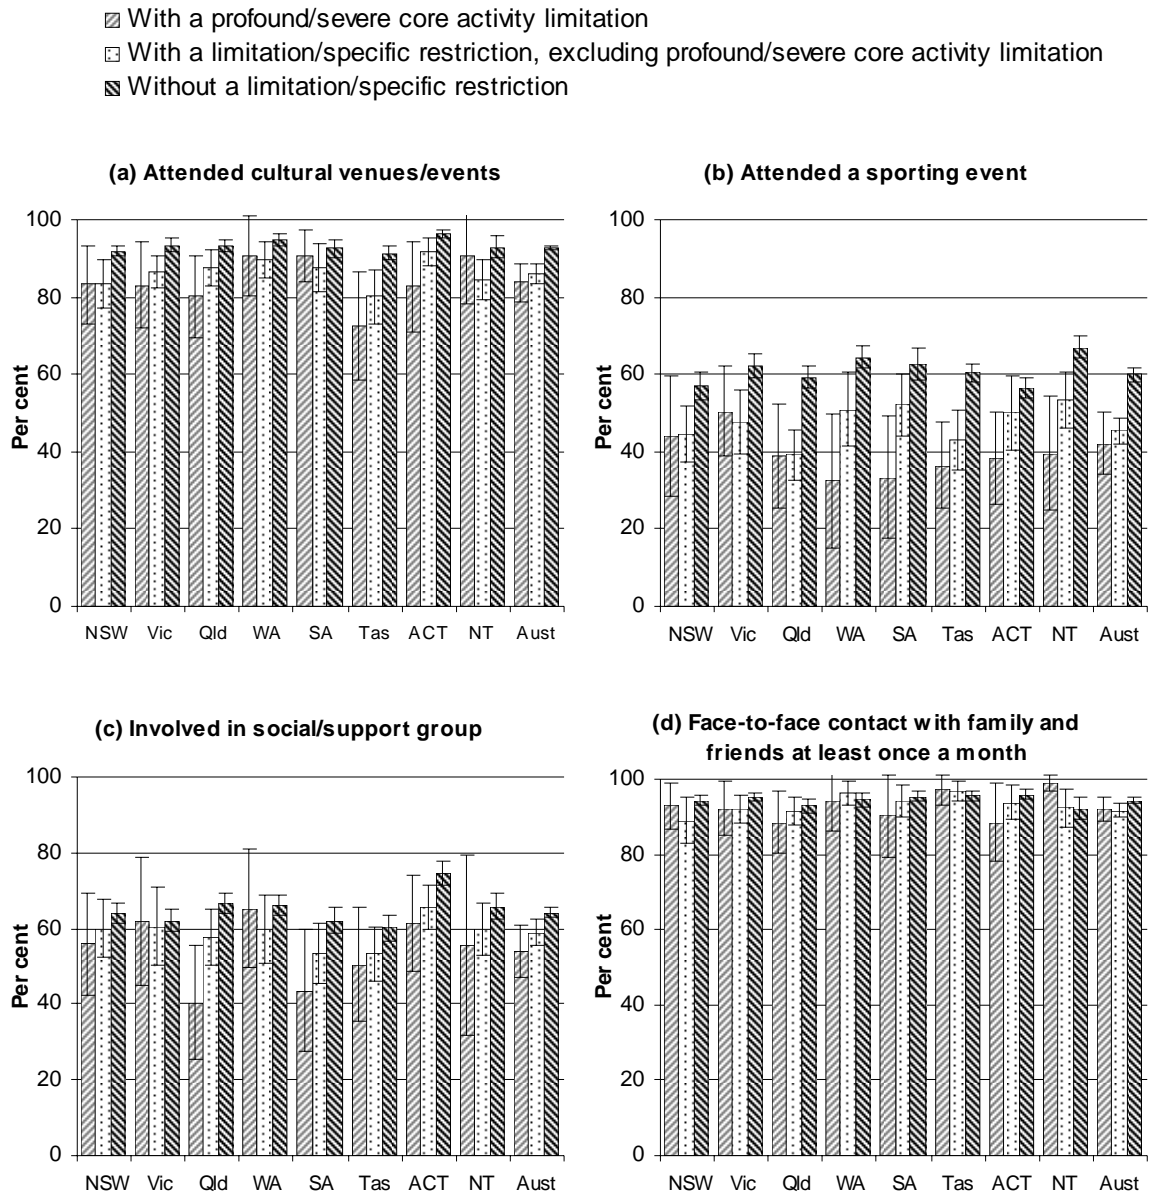 With a profound/severe core activity limitation
With a limitation/specific restriction, excluding profound/severe core activity limitation
Without a limitation/specific restriction
(a) Attended cultural venues/events
Per cent
100
80
60
40
20
0
NSW Vic Qld WA SA Tas ACT NT Aust
(b) Attended a sporting event
Per cent
100
80
60
40
20
0
NSW Vic Qld WA SA Tas ACT NT Aust
(c) Involved in social/support group
Per cent
100
80
60
40
20
0
NSW Vic Qld WA SA Tas ACT NT Aust
(d) Face-to-face contact with family and
friends at least once a month
Per cent
100
80
60
40
20
0
NSW Vic Qld WA SA Tas ACT NT Aust